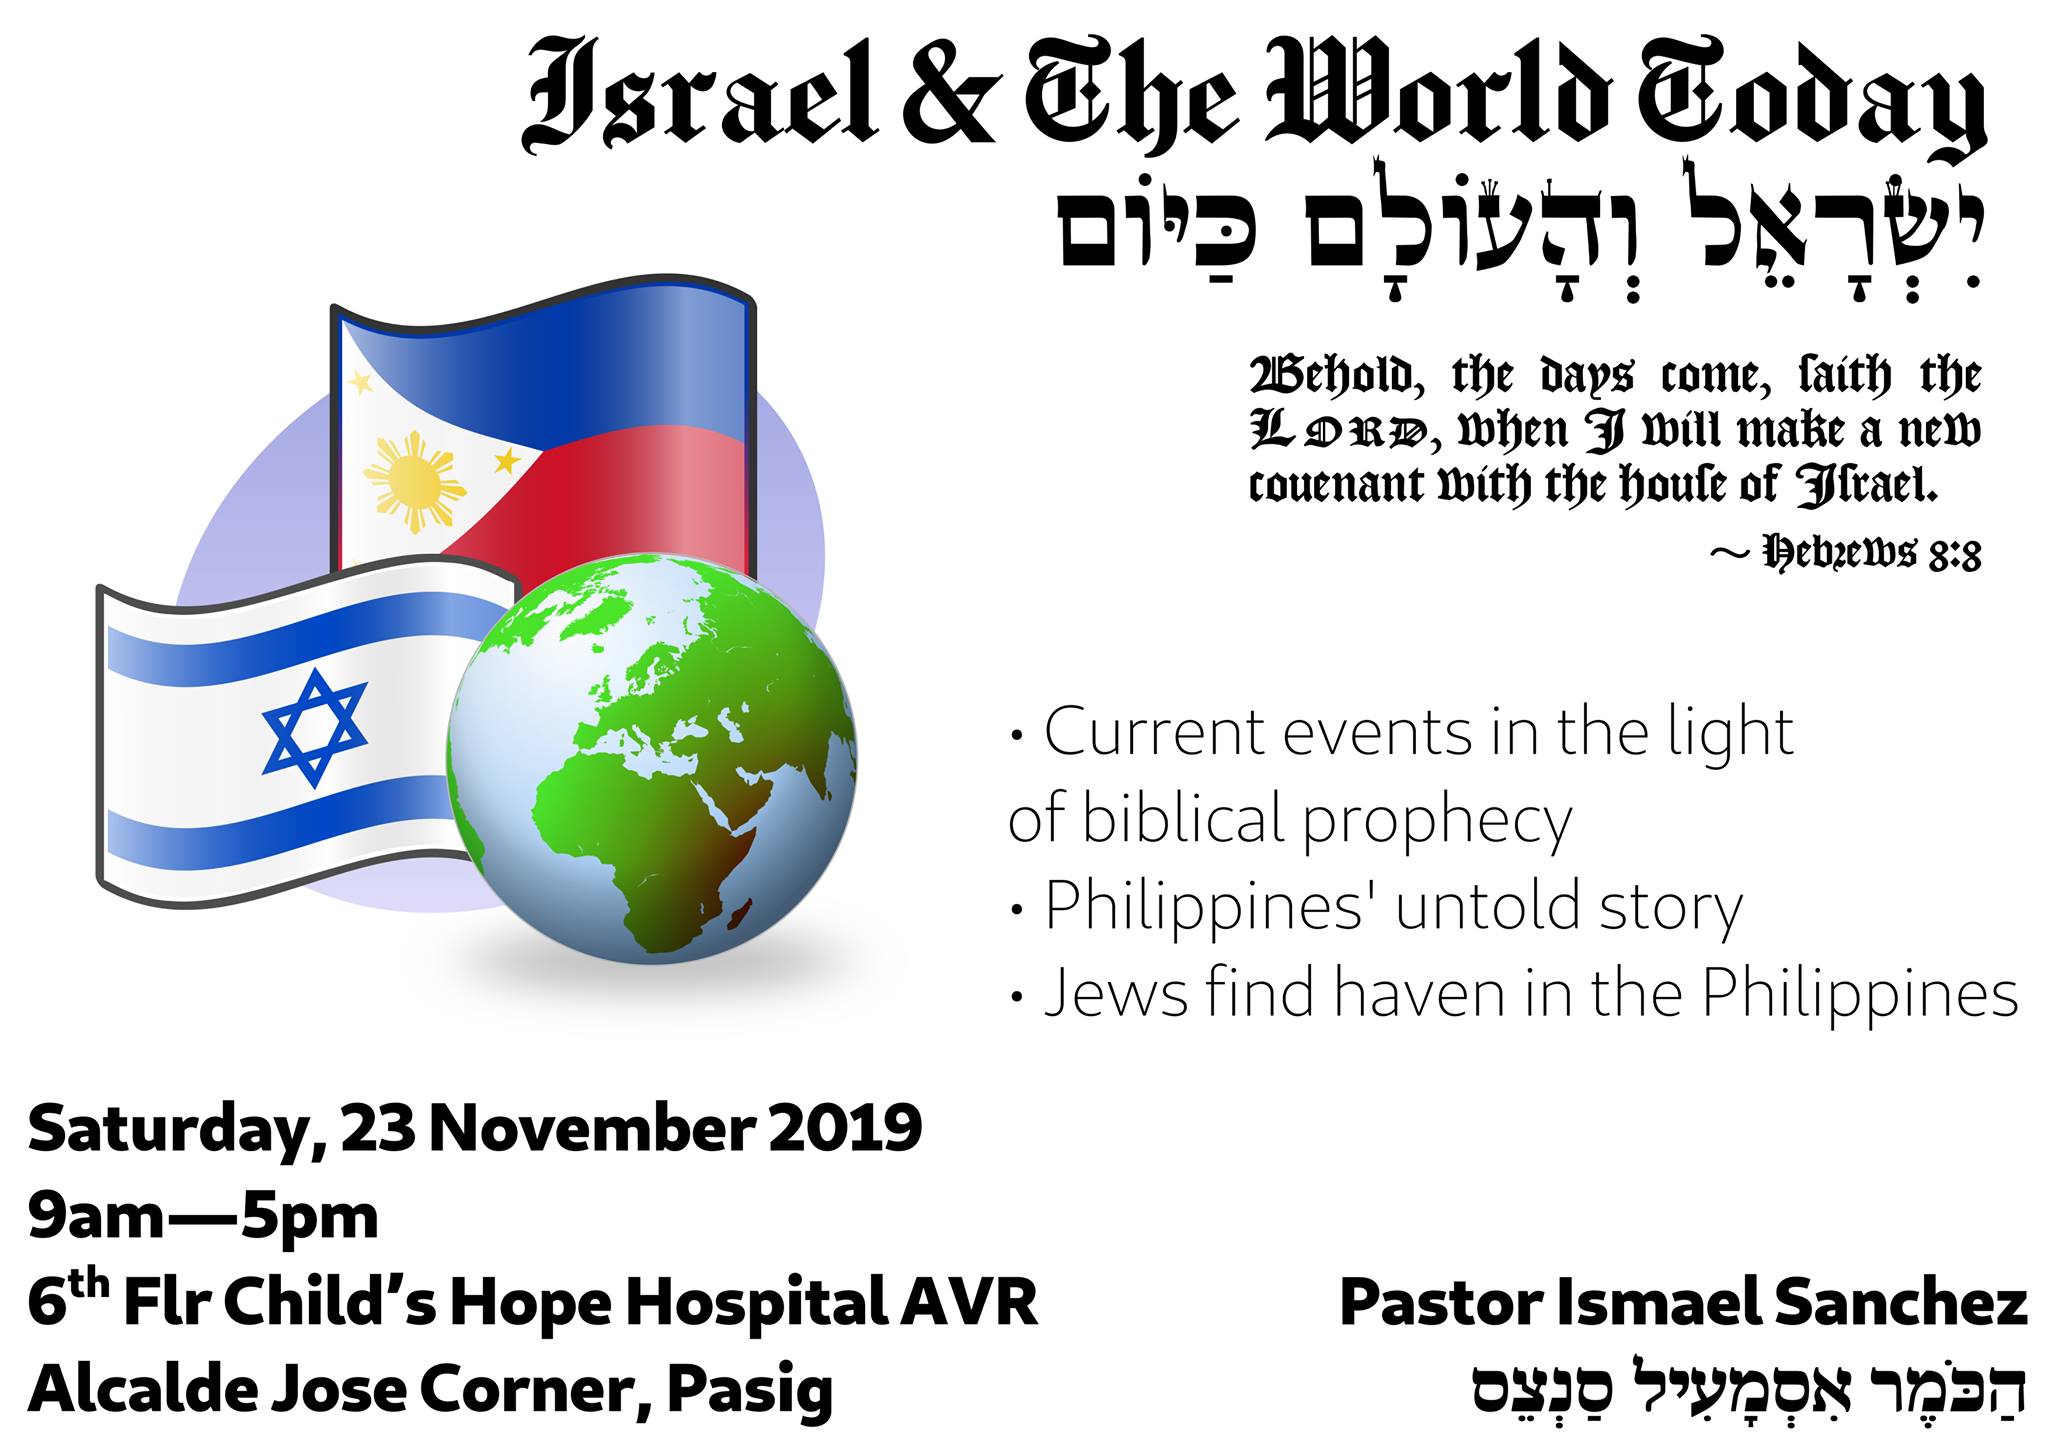 Israel & The World Today
יִשְׂרָאֵל וְהָעוֹלָם כַּיּוֹם
Behold, the days come, ſaith the
LORD, when I will make a new
couenant with the houſe of Iſrael.
~ Hebrews 8:8
• Current events in the light
of biblical prophecy
• Philippines' untold story
• Jews find haven in the Philippines
Saturday, 23 November 2019
9am—5pm
6th Flr Child’s Hope Hospital AVR
Alcalde Jose Corner, Pasig
Pastor Ismael Sanchez
הַכֹּמֶר אִסְמָעִיל סַנְצֵס